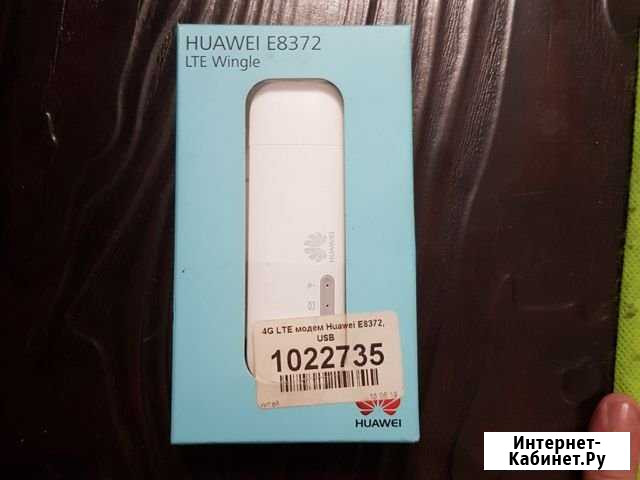 HUAWEI E8372
LTE Wingle
HUAWEI
4G LTE модем Huawei E8372,
USB
1022735
HUAWEI
Интернет-
Кабинет.Ру